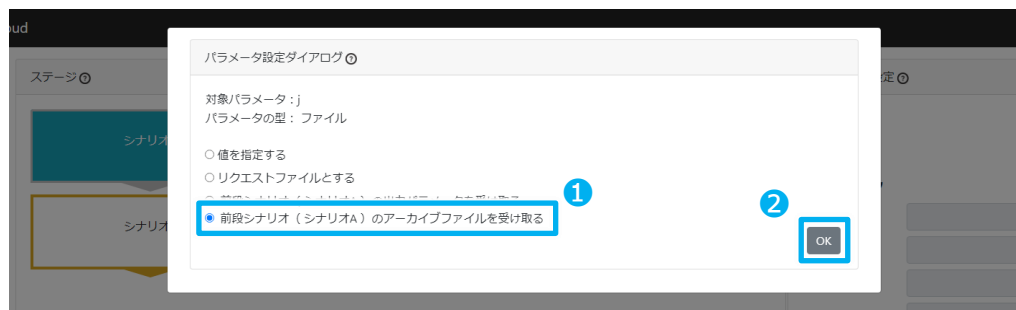 oud
パラメータ設定ダイアログ
ステージ
定
対象パラメータ : j
パラメータの型 : ファイル
シナリオ
値を指定する
リクエストファイルとする
1
2
前段シナリオ ( シナリオA ) のアーカイブファイルを受け取る
シナリオ
OK